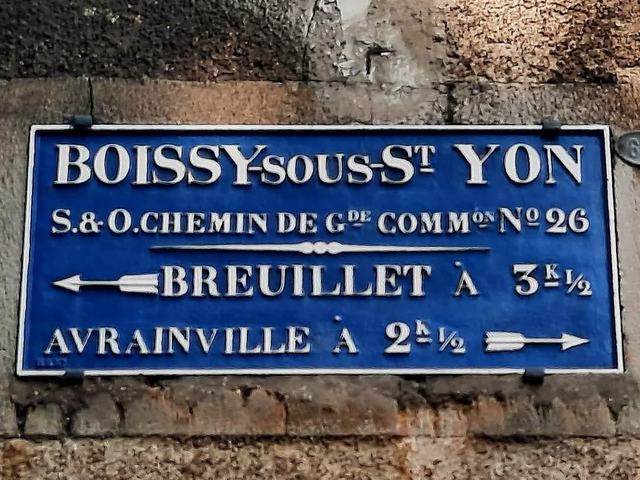 BOISSY-SOUS-ST YON
S.&O. CHEMIN DE GDE COMMON No 26
BREUILLET À 3K 1/2
AVRAINVILLE À 2K 1/2